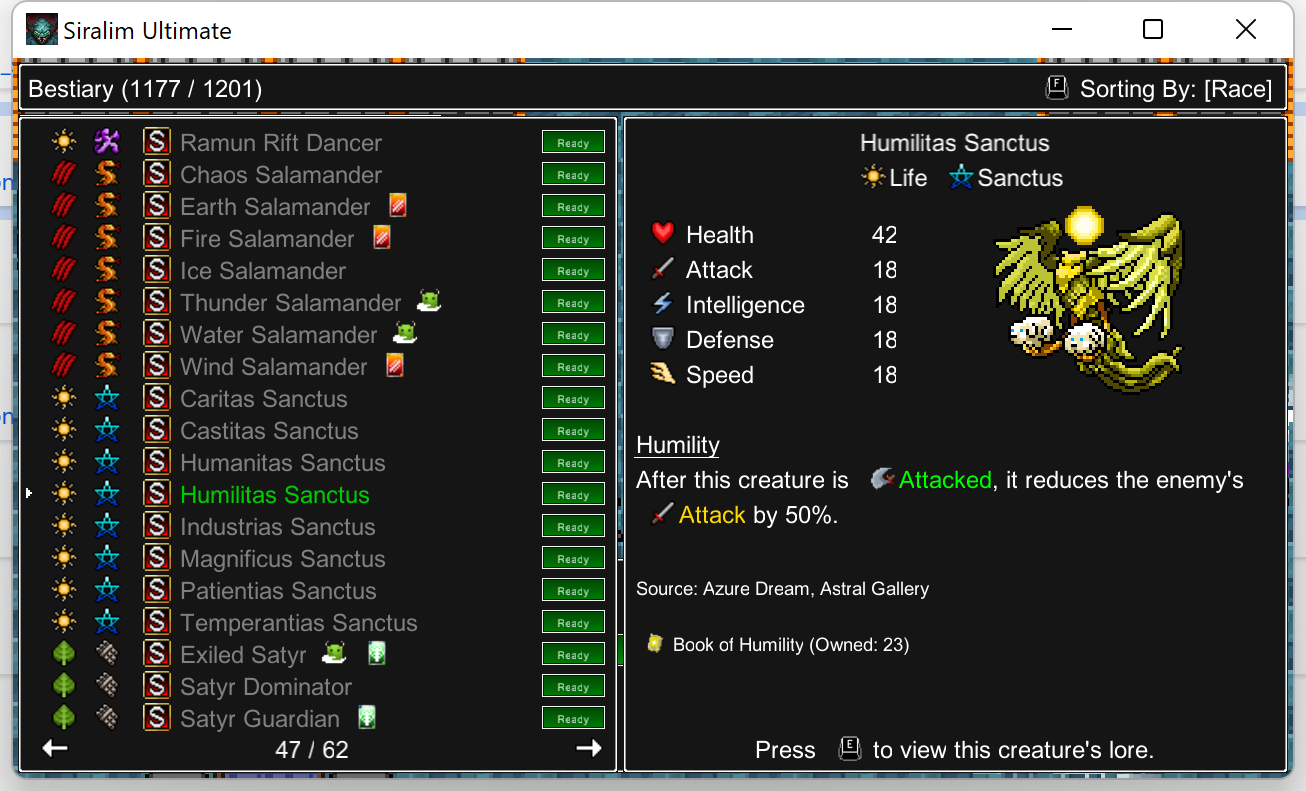 Siralim Ultimate
Bestiary (1177 / 1201)
F
Sorting By: [Race]
S Ramun Rift Dancer Ready
S Chaos Salamander Ready
S Earth Salamander Ready
S Fire Salamander Ready
S Ice Salamander Ready
S Thunder Salamander Ready
S Water Salamander Ready
S Wind Salamander Ready
S Caritas Sanctus Ready
S Castitas Sanctus Ready
S Humanitas Sanctus Ready
S Humilitas Sanctus Ready
S Industrias Sanctus Ready
S Magnificus Sanctus Ready
S Patientias Sanctus Ready
S Temperantias Sanctus Ready
S Exiled Satyr Ready
S Satyr Dominator Ready
S Satyr Guardian Ready
47 / 62
Humilitas Sanctus
Life Sanctus
Health 42
Attack 18
Intelligence 18
Defense 18
Speed 18
Humility
After this creature is Attacked, it reduces the enemy's
Attack by 50%.
Source: Azure Dream, Astral Gallery
Book of Humility (Owned: 23)
Press E to view this creature's lore.